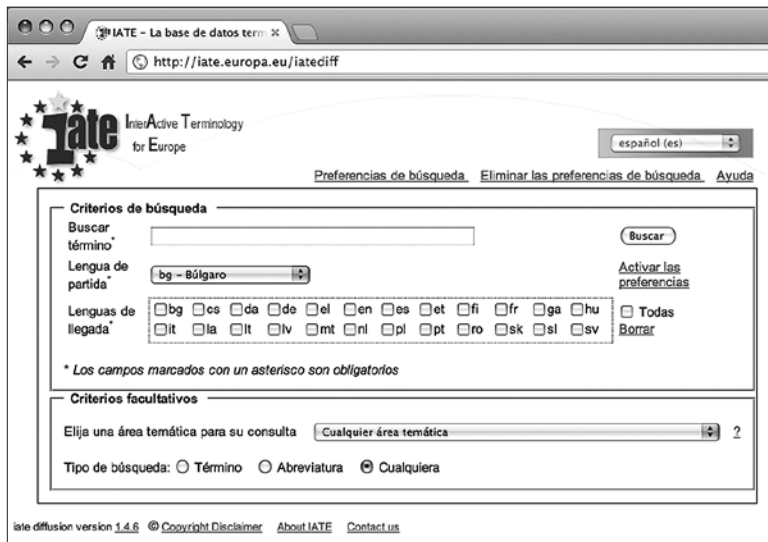 IATE – La base de datos term
http://iate.europa.eu/iatediff
iate InterActive Terminology
for Europe
español (es)
Preferencias de búsqueda Eliminar las preferencias de búsqueda Ayuda
Criterios de búsqueda
Buscar
término* Buscar
Lengua de
partida* bg – Búlgaro Activar las
preferencias
Lenguas de
llegada* bg cs da de el en es et fi fr ga hu Todas
it la lt lv mt nl pl pt ro sk sl sv Borrar
* Los campos marcados con un asterisco son obligatorios
Criterios facultativos
Elija una área temática para su consulta Cualquier área temática ?
Tipo de búsqueda: Término Abreviatura Cualquiera
iate diffusion version 1.4.6 © Copyright Disclaimer About IATE Contact us